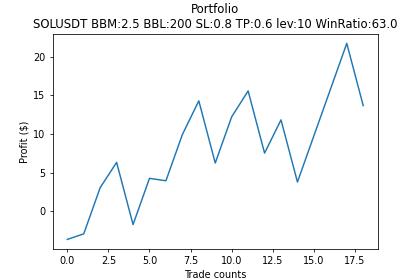 Portfolio
SOLUSDT BBM:2.5 BBL:200 SL:0.8 TP:0.6 lev:10 WinRatio:63.0
Profit ($)
20
15
10
5
0
0.0 2.5 5.0 7.5 10.0 12.5 15.0 17.5
Trade counts